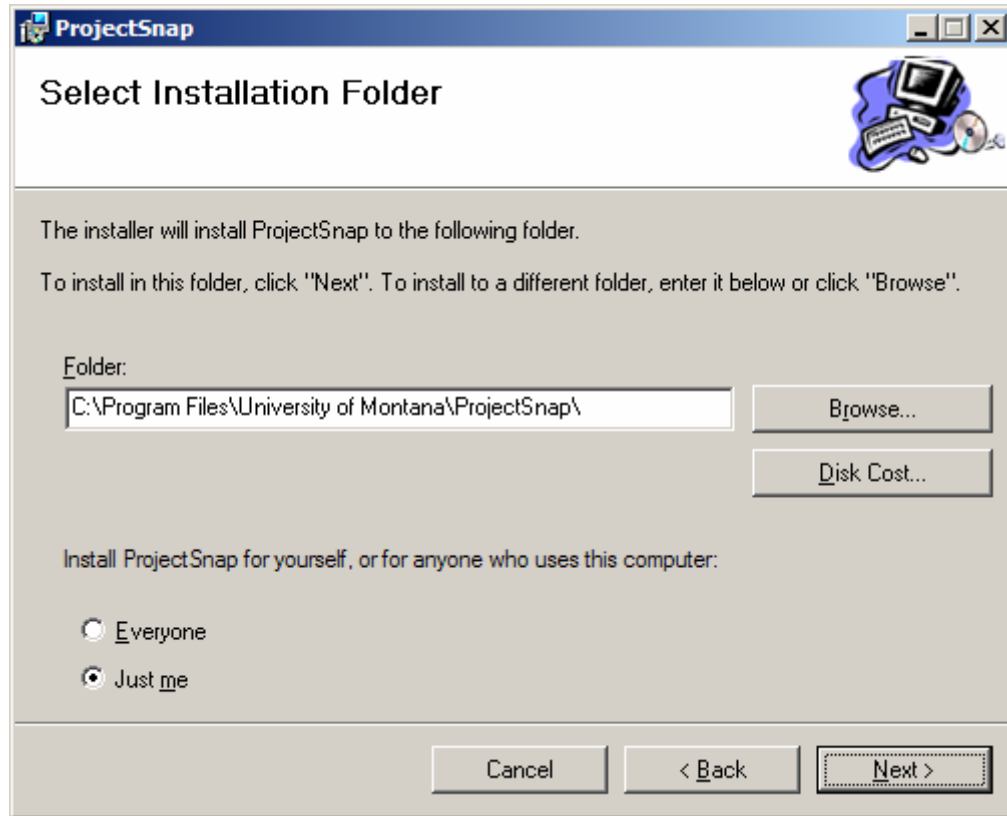 ProjectSnap
Select Installation Folder
The installer will install ProjectSnap to the following folder.
To install in this folder, click "Next". To install to a different folder, enter it below or click "Browse".
Folder:
C:\Program Files\University of Montana\ProjectSnap\
Browse...
Disk Cost...
Install ProjectSnap for yourself, or for anyone who uses this computer:
Everyone
Just me
Cancel
< Back
Next >